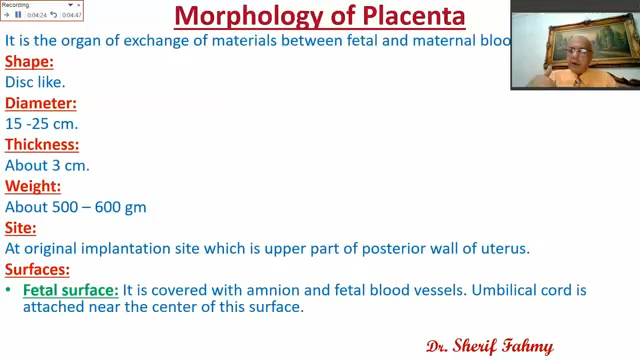 Recording
00:04:24
00:04:47
Morphology of Placenta
It is the organ of exchange of materials between fetal and maternal bloo
Shape:
Disc like.
Diameter:
15 -25 cm.
Thickness:
About 3 cm.
Weight:
About 500 – 600 gm
Site:
At original implantation site which is upper part of posterior wall of uterus.
Surfaces:
• Fetal surface: It is covered with amnion and fetal blood vessels. Umbilical cord is
attached near the center of this surface.
Dr. Sherif Fahmy